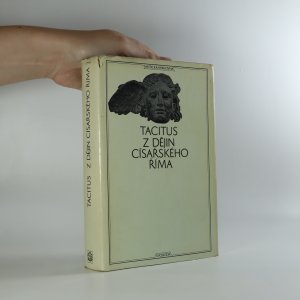 TACITUS
Z DĚJIN
CÍSAŘSKÉHO
ŘÍMA
TACITUS Z DĚJIN CÍSAŘSKÉHO ŘÍMA